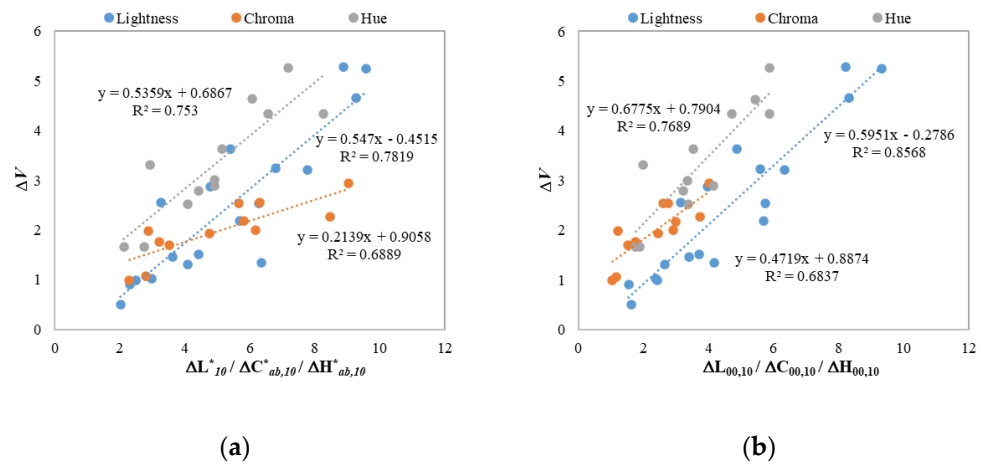 Lightness Chroma Hue
6
5
4
3
2
1
0
ΔV
y = 0.5359x + 0.6867
R² = 0.753
y = 0.547x - 0.4515
R² = 0.7819
y = 0.2139x + 0.9058
R² = 0.6889
0 2 4 6 8 10 12
ΔL*10 / ΔC*ab,10 / ΔH*ab,10
(a)
Lightness Chroma Hue
6
5
4
3
2
1
0
ΔV
y = 0.6775x + 0.7904
R² = 0.7689
y = 0.5951x - 0.2786
R² = 0.8568
y = 0.4719x + 0.8874
R² = 0.6837
0 2 4 6 8 10 12
ΔL00,10 / ΔC00,10 / ΔH00,10
(b)